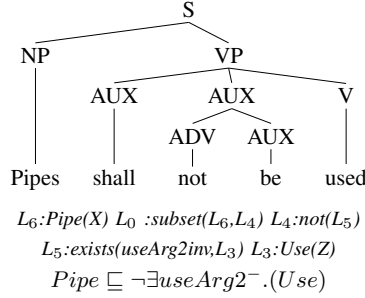 S
NP VP
AUX AUX V
ADV AUX
Pipes shall not be used
L₆:Pipe(X) L₀ :subset(L₆,L₄) L₄:not(L₅)
L₅:exists(useArg2inv,L₃) L₃:Use(Z)
Pipe ⊑ ¬∃useArg2⁻.(Use)